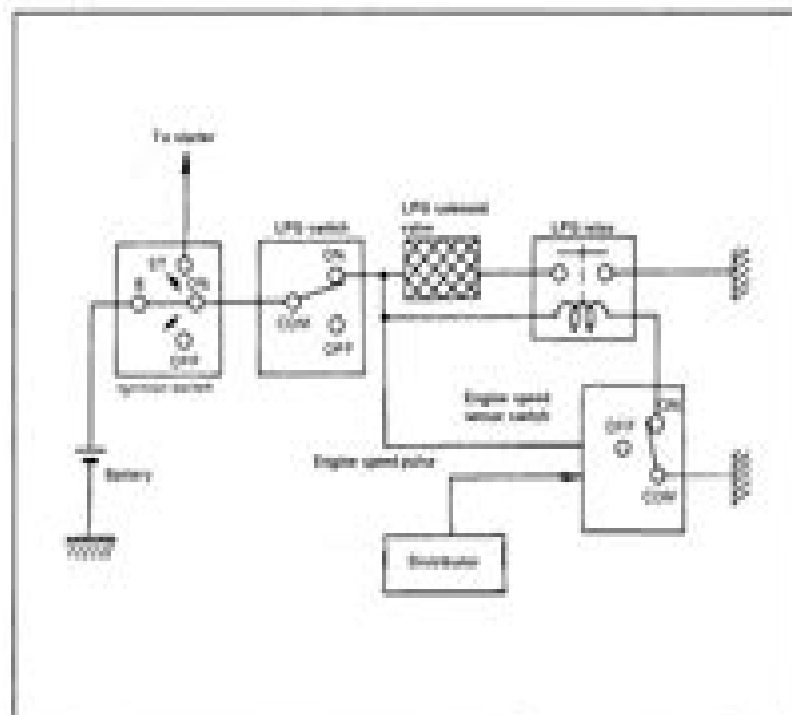 To starter
LPG solenoid
valve
LPG switch
LPG relay
ST
ON
B
ON
COM
OFF
OFF
Ignition switch
Engine speed
sensor switch
ON
OFF
Engine speed pulse
COM
Battery
Distributor